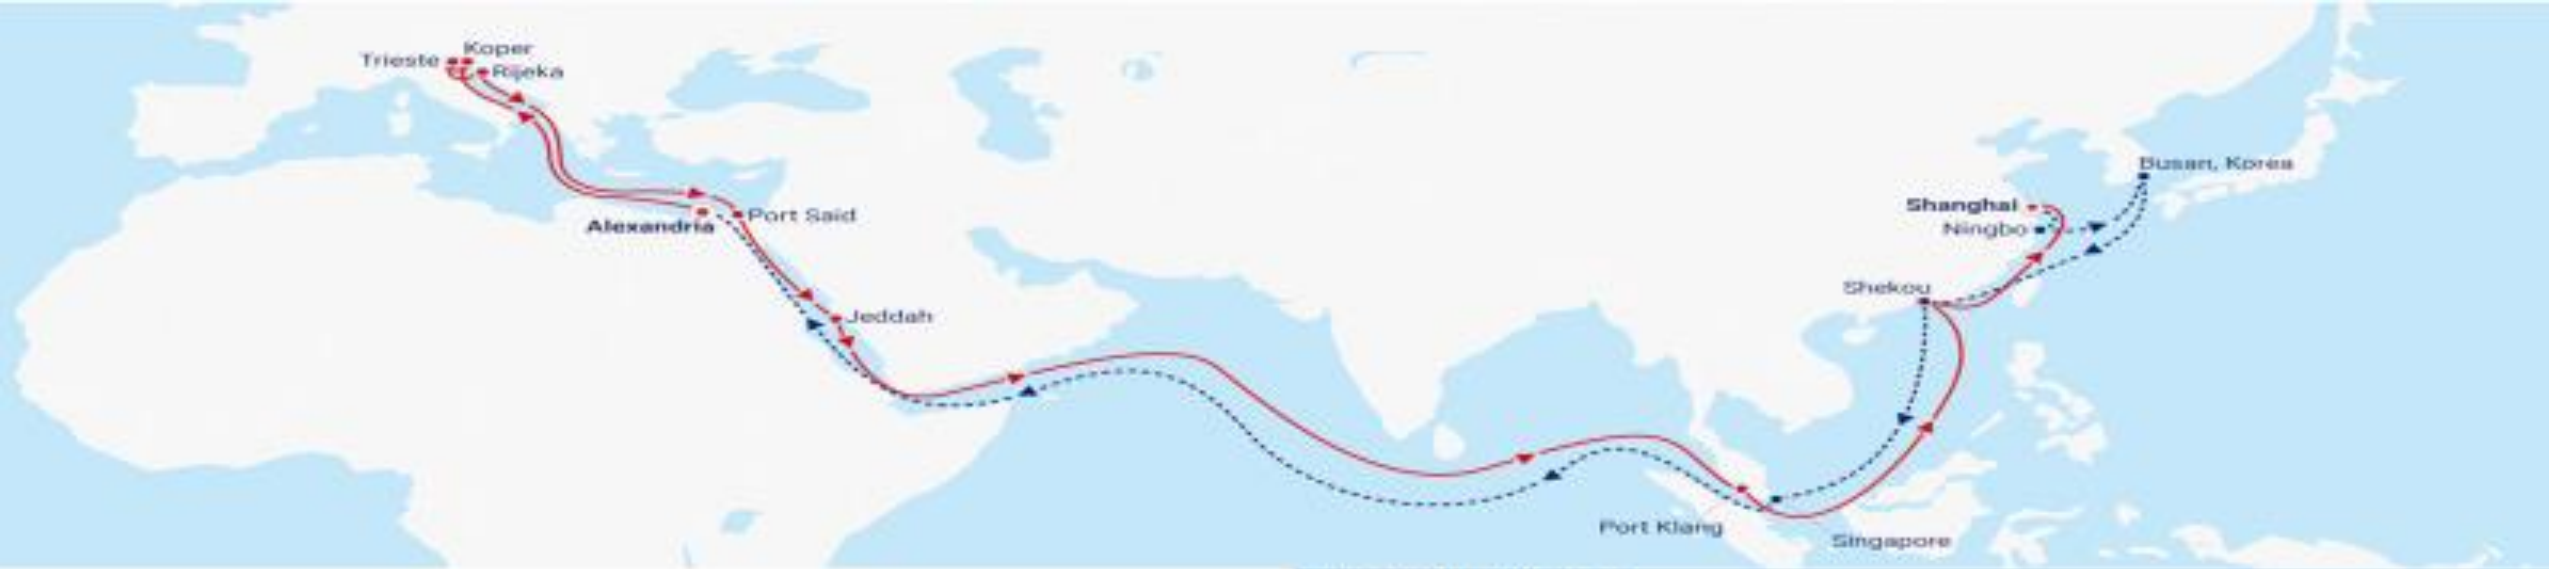 Koper
Trieste
Rijeka
Alexandria
Port Said
Jeddah
Busan, Korea
Shanghai
Ningbo
Shekou
Port Klang
Singapore